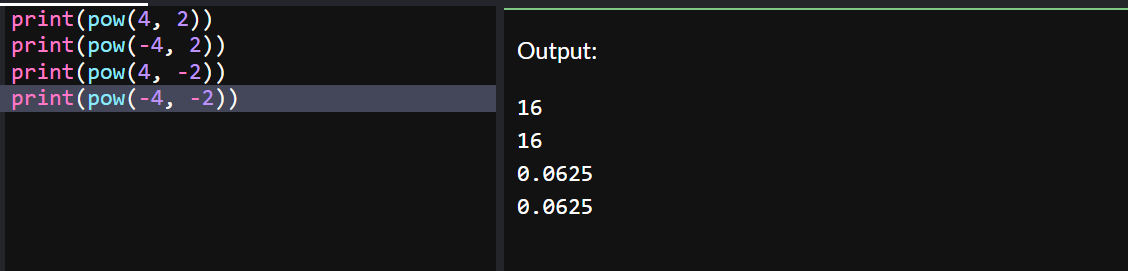 print(pow(4, 2))
print(pow(-4, 2))
print(pow(4, -2))
print(pow(-4, -2))
Output:
16
16
0.0625
0.0625